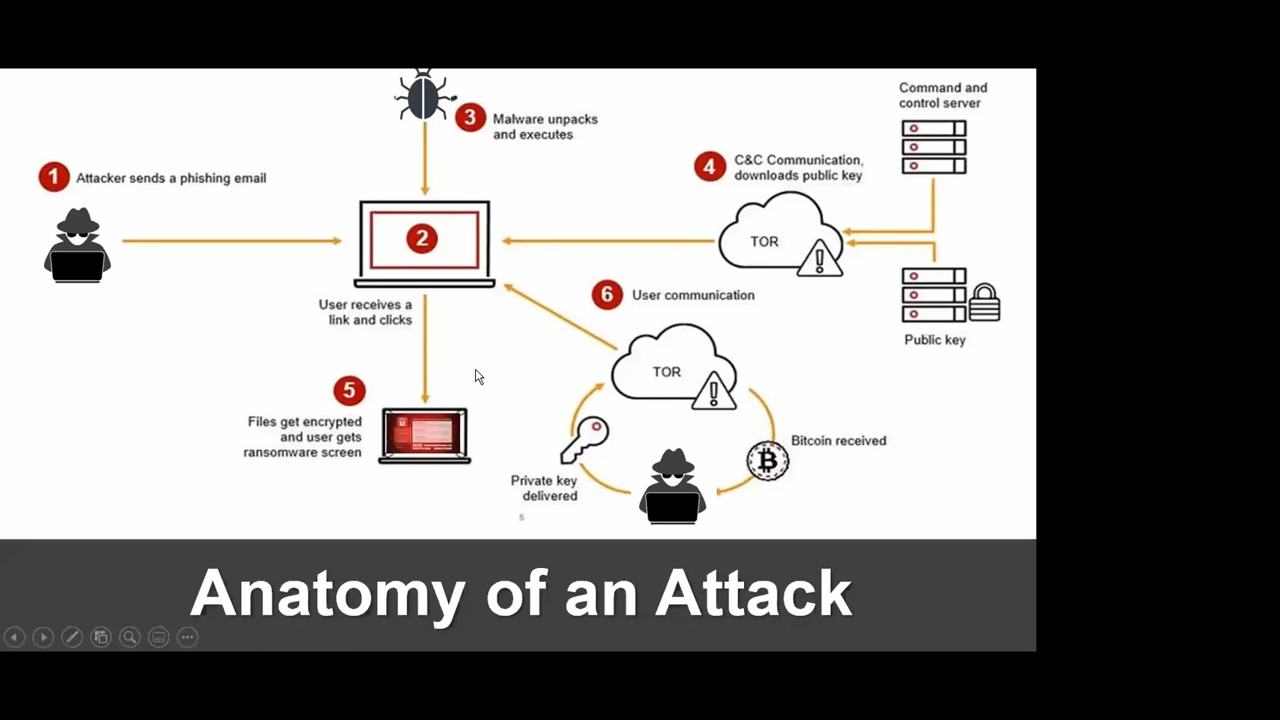 Command and
control server
3
Malware unpacks
and executes
1
Attacker sends a phishing email
4
C&C Communication,
downloads public key
2
TOR
User receives a
link and clicks
6
User communication
Public key
TOR
5
Files get encrypted
and user gets
ransomware screen
Bitcoin received
Private key
delivered
Anatomy of an Attack